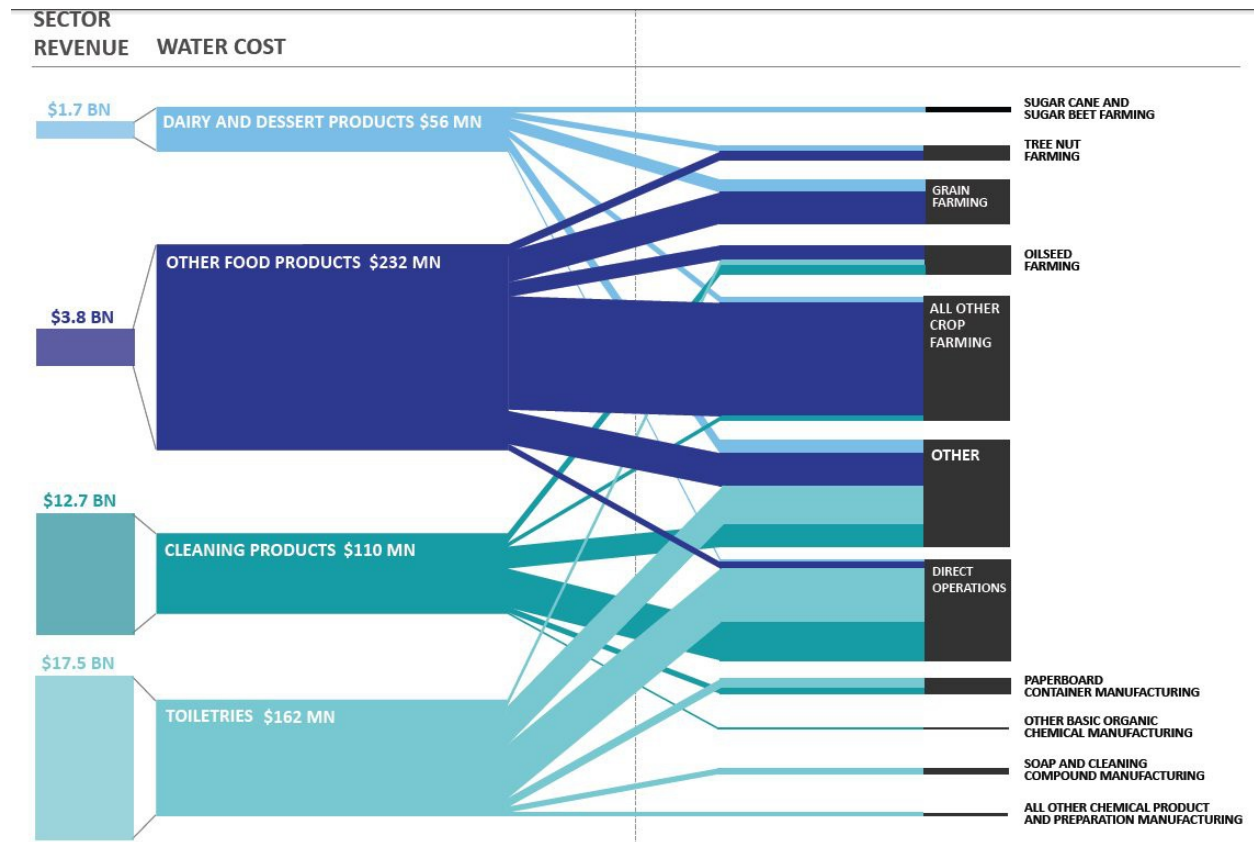 SECTOR
REVENUE
WATER COST
$1.7 BN
DAIRY AND DESSERT PRODUCTS $56 MN
SUGAR CANE AND
SUGAR BEET FARMING
TREE NUT
FARMING
GRAIN
FARMING
OTHER FOOD PRODUCTS $232 MN
OILSEED
FARMING
$3.8 BN
ALL OTHER
CROP
FARMING
OTHER
$12.7 BN
CLEANING PRODUCTS $110 MN
DIRECT
OPERATIONS
$17.5 BN
TOILETRIES $162 MN
PAPERBOARD
CONTAINER MANUFACTURING
OTHER BASIC ORGANIC
CHEMICAL MANUFACTURING
SOAP AND CLEANING
COMPOUND MANUFACTURING
ALL OTHER CHEMICAL PRODUCT
AND PREPARATION MANUFACTURING